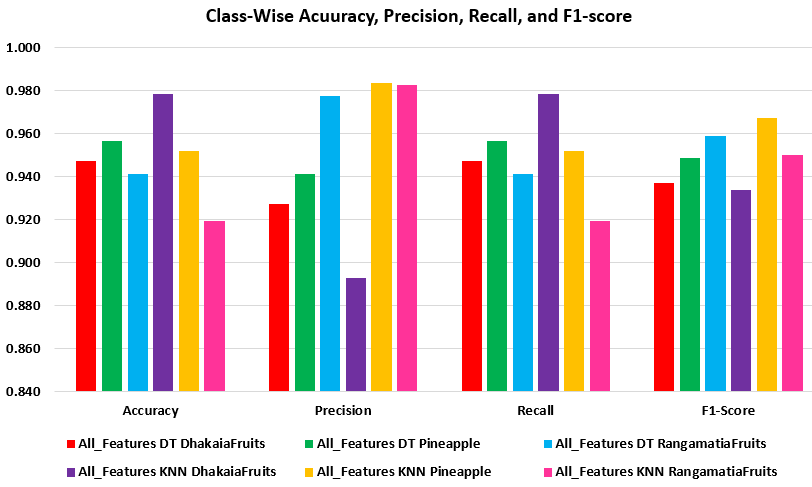 Class-Wise Acuuracy, Precision, Recall, and F1-score
1.000
0.980
0.960
0.940
0.920
0.900
0.880
0.860
0.840
Accuracy Precision Recall F1-Score
All_Features DT DhakaiaFruits All_Features DT Pineapple All_Features DT RangamatiaFruits
All_Features KNN DhakaiaFruits All_Features KNN Pineapple All_Features KNN RangamatiaFruits